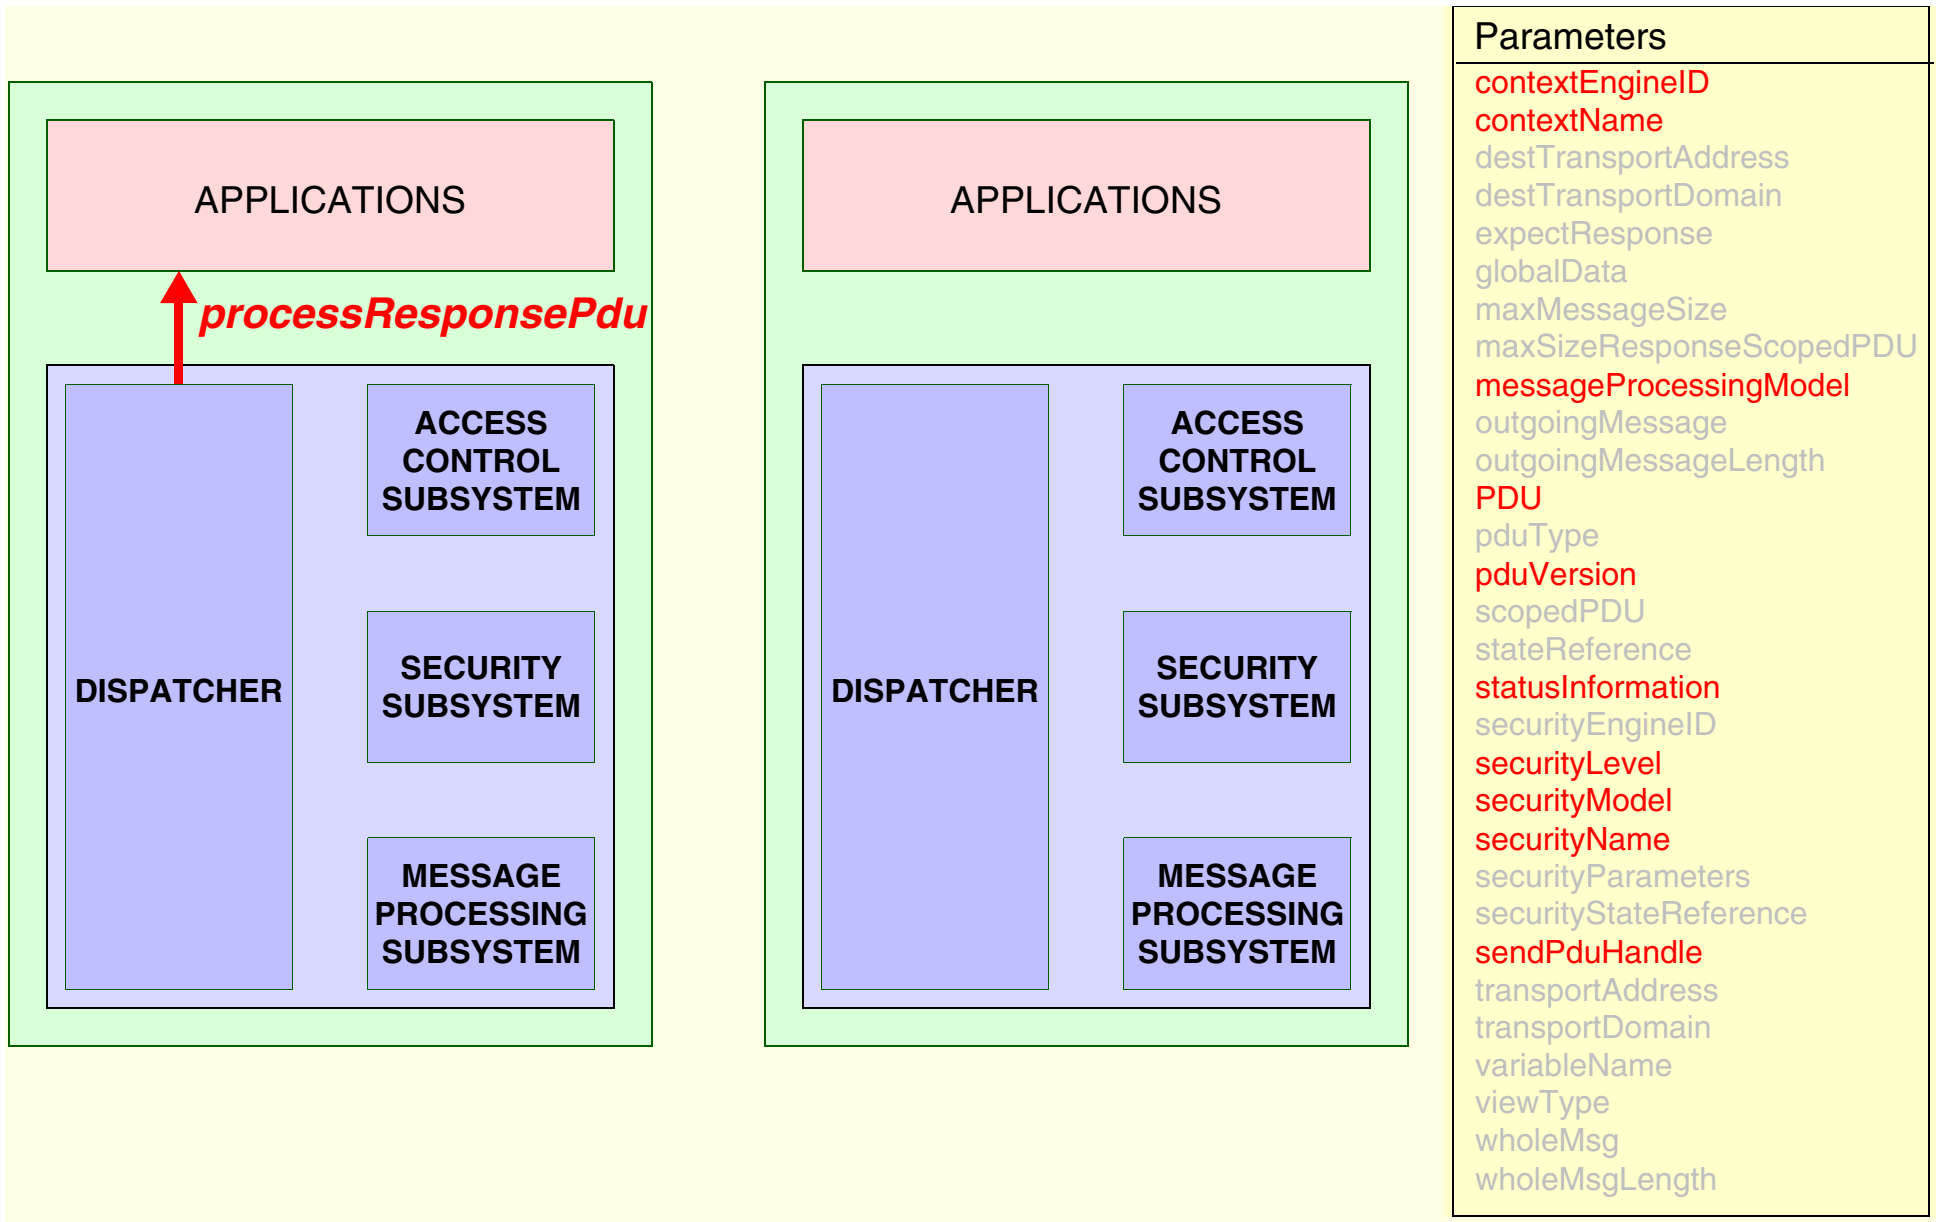 APPLICATIONS
processResponsePdu
DISPATCHER
ACCESS
CONTROL
SUBSYSTEM
SECURITY
SUBSYSTEM
MESSAGE
PROCESSING
SUBSYSTEM
APPLICATIONS
DISPATCHER
ACCESS
CONTROL
SUBSYSTEM
SECURITY
SUBSYSTEM
MESSAGE
PROCESSING
SUBSYSTEM
Parameters
contextEngineID
contextName
destTransportAddress
destTransportDomain
expectResponse
globalData
maxMessageSize
maxSizeResponseScopedPDU
messageProcessingModel
outgoingMessage
outgoingMessageLength
PDU
pduType
pduVersion
scopedPDU
stateReference
statusInformation
securityEngineID
securityLevel
securityModel
securityName
securityParameters
securityStateReference
sendPduHandle
transportAddress
transportDomain
variableName
viewType
wholeMsg
wholeMsgLength